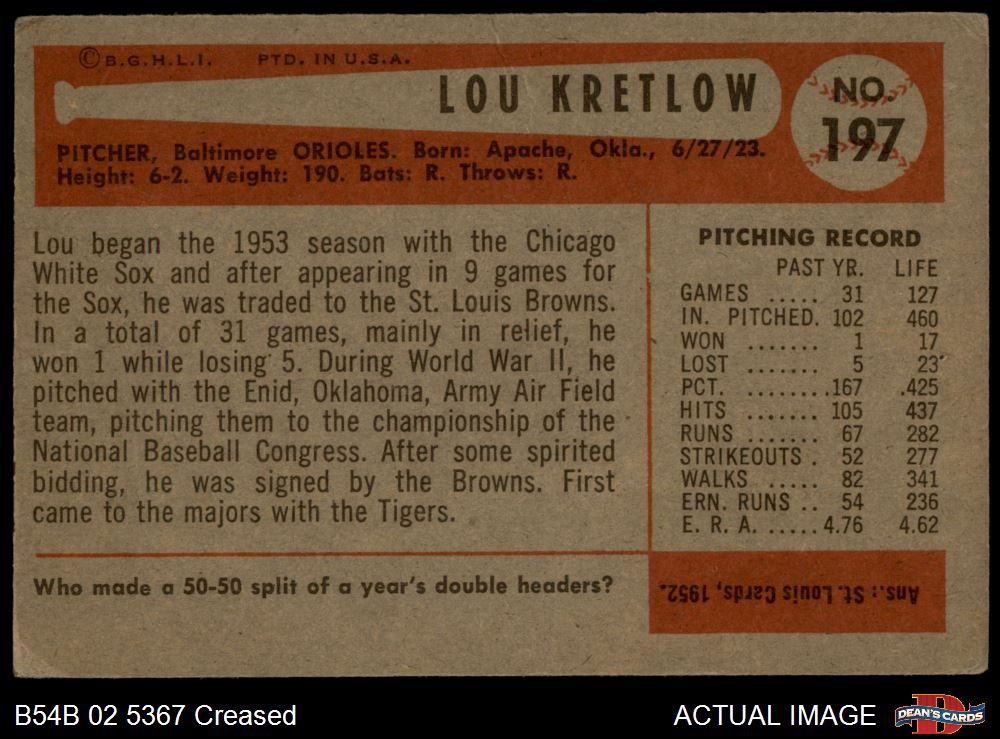 © B.G.H.L.I. PTD. IN U.S.A.
LOU KRETLOW
NO.
197
PITCHER, Baltimore ORIOLES. Born: Apache, Okla., 6/27/23.
Height: 6-2. Weight: 190. Bats: R. Throws: R.
Lou began the 1953 season with the Chicago
White Sox and after appearing in 9 games for
the Sox, he was traded to the St. Louis Browns.
In a total of 31 games, mainly in relief, he
won 1 while losing 5. During World War II, he
pitched with the Enid, Oklahoma, Army Air Field
team, pitching them to the championship of the
National Baseball Congress. After some spirited
bidding, he was signed by the Browns. First
came to the majors with the Tigers.
PITCHING RECORD
PAST YR. LIFE
GAMES ..... 31 127
IN. PITCHED. 102 460
WON ....... 1 17
LOST ....... 5 23
PCT. .......167 .425
HITS ....... 105 437
RUNS ....... 67 282
STRIKEOUTS . 52 277
WALKS ..... 82 341
ERN. RUNS .. 54 236
E. R. A. ......4.76 4.62
Who made a 50-50 split of a year's double headers?
Ans.: St. Louis Cards, 1952.
B54B 02 5367 Creased
ACTUAL IMAGE
D
DEAN'S CARDS